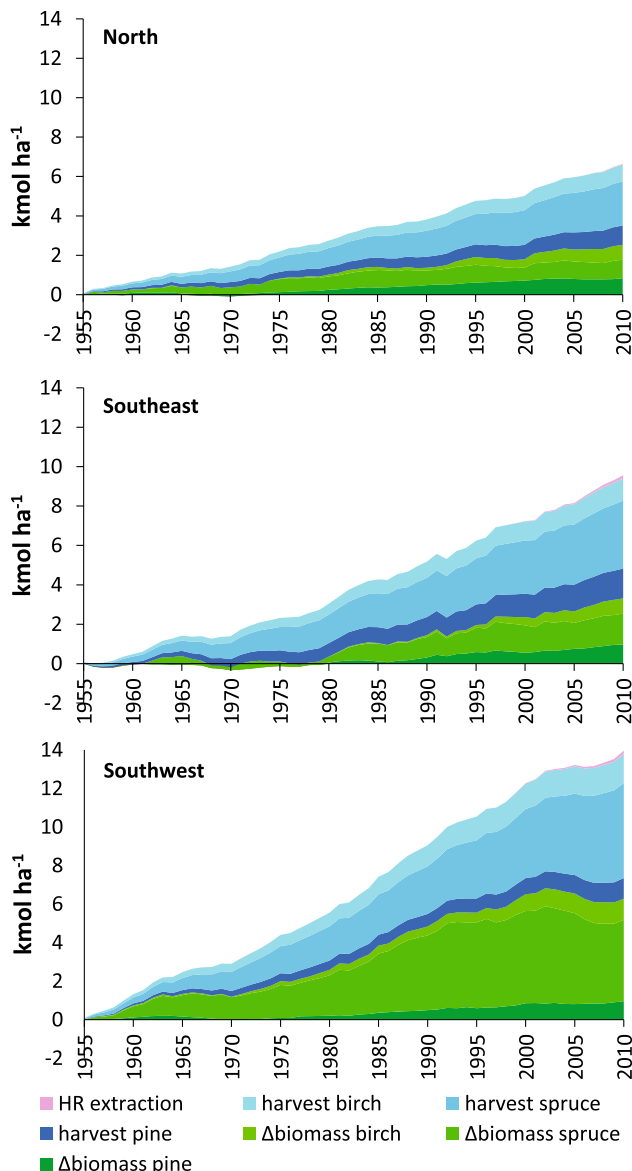 North
kmol ha-1
14
12
10
8
6
4
2
0
-2
1955 1960 1965 1970 1975 1980 1985 1990 1995 2000 2005 2010
Southeast
kmol ha-1
14
12
10
8
6
4
2
0
-2
1955 1960 1965 1970 1975 1980 1985 1990 1995 2000 2005 2010
Southwest
kmol ha-1
14
12
10
8
6
4
2
0
-2
1955 1960 1965 1970 1975 1980 1985 1990 1995 2000 2005 2010
HR extraction harvest birch harvest spruce
harvest pine Δbiomass birch Δbiomass spruce
Δbiomass pine